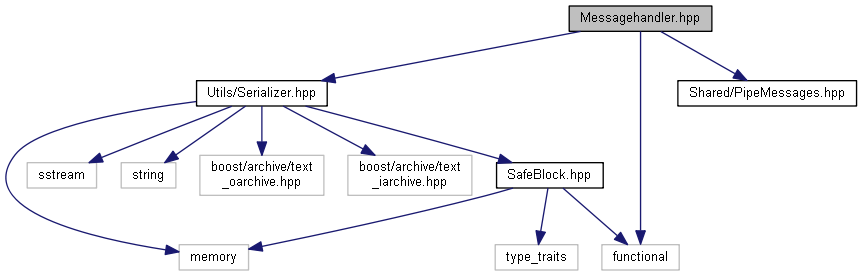 Messagehandler.hpp
Utils/Serializer.hpp
Shared/PipeMessages.hpp
sstream
string
boost/archive/text
_oarchive.hpp
boost/archive/text
_iarchive.hpp
SafeBlock.hpp
memory
type_traits
functional